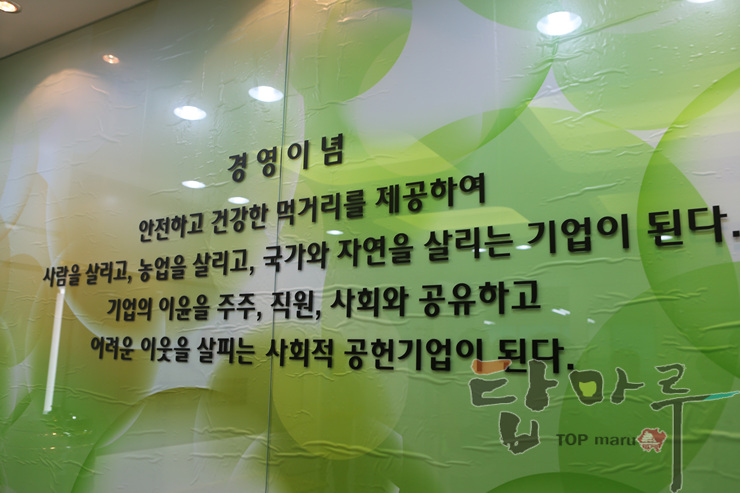 경영이념
안전하고 건강한 먹거리를 제공하여
사람을 살리고, 농업을 살리고, 국가와 자연을 살리는 기업이 된다.
기업의 이윤을 주주, 직원, 사회와 공유하고
어려운 이웃을 살피는 사회적 공헌기업이 된다.
탑마루
TOP maru